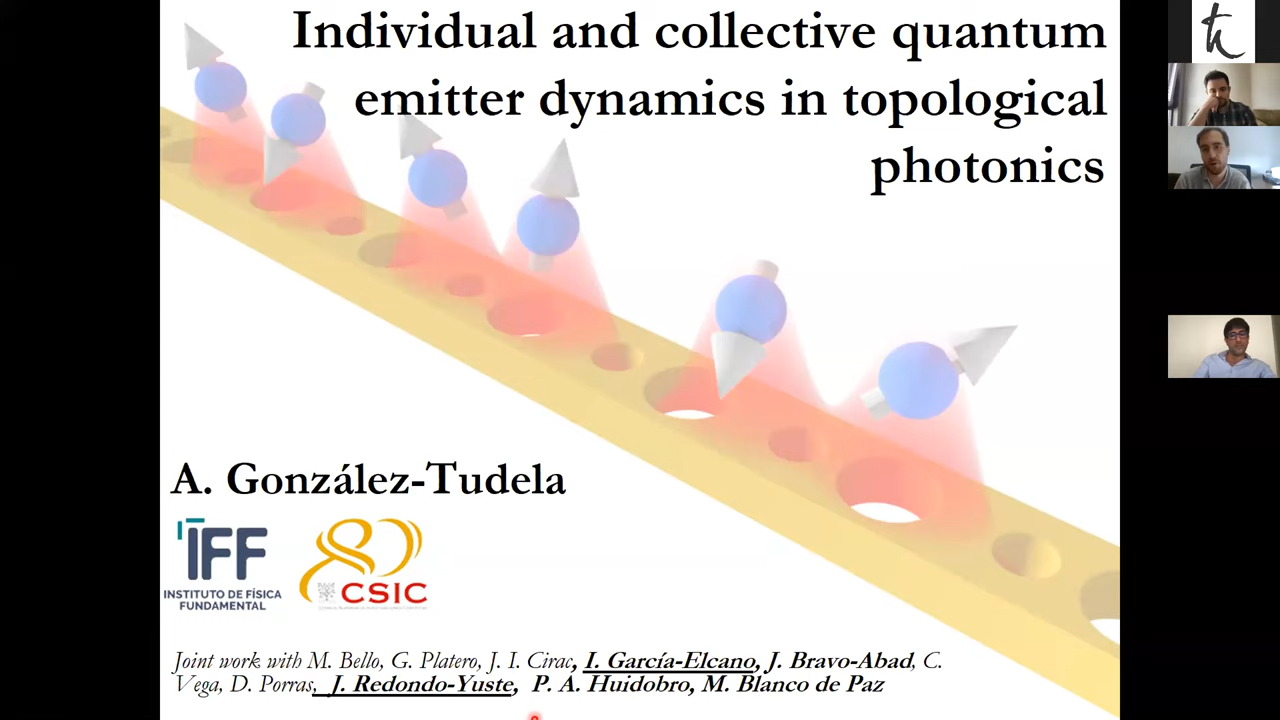 Individual and collective quantum
emitter dynamics in topological
photonics
A. González-Tudela
IFF
INSTITUTO DE FÍSICA
FUNDAMENTAL
80
CSIC
Joint work with M. Bello, G. Platero, J. I. Cirac, I. García-Elcano, J. Bravo-Abad, C.
Vega, D. Porras, J. Redondo-Yuste, P. A. Huidobro, M. Blanco de Paz